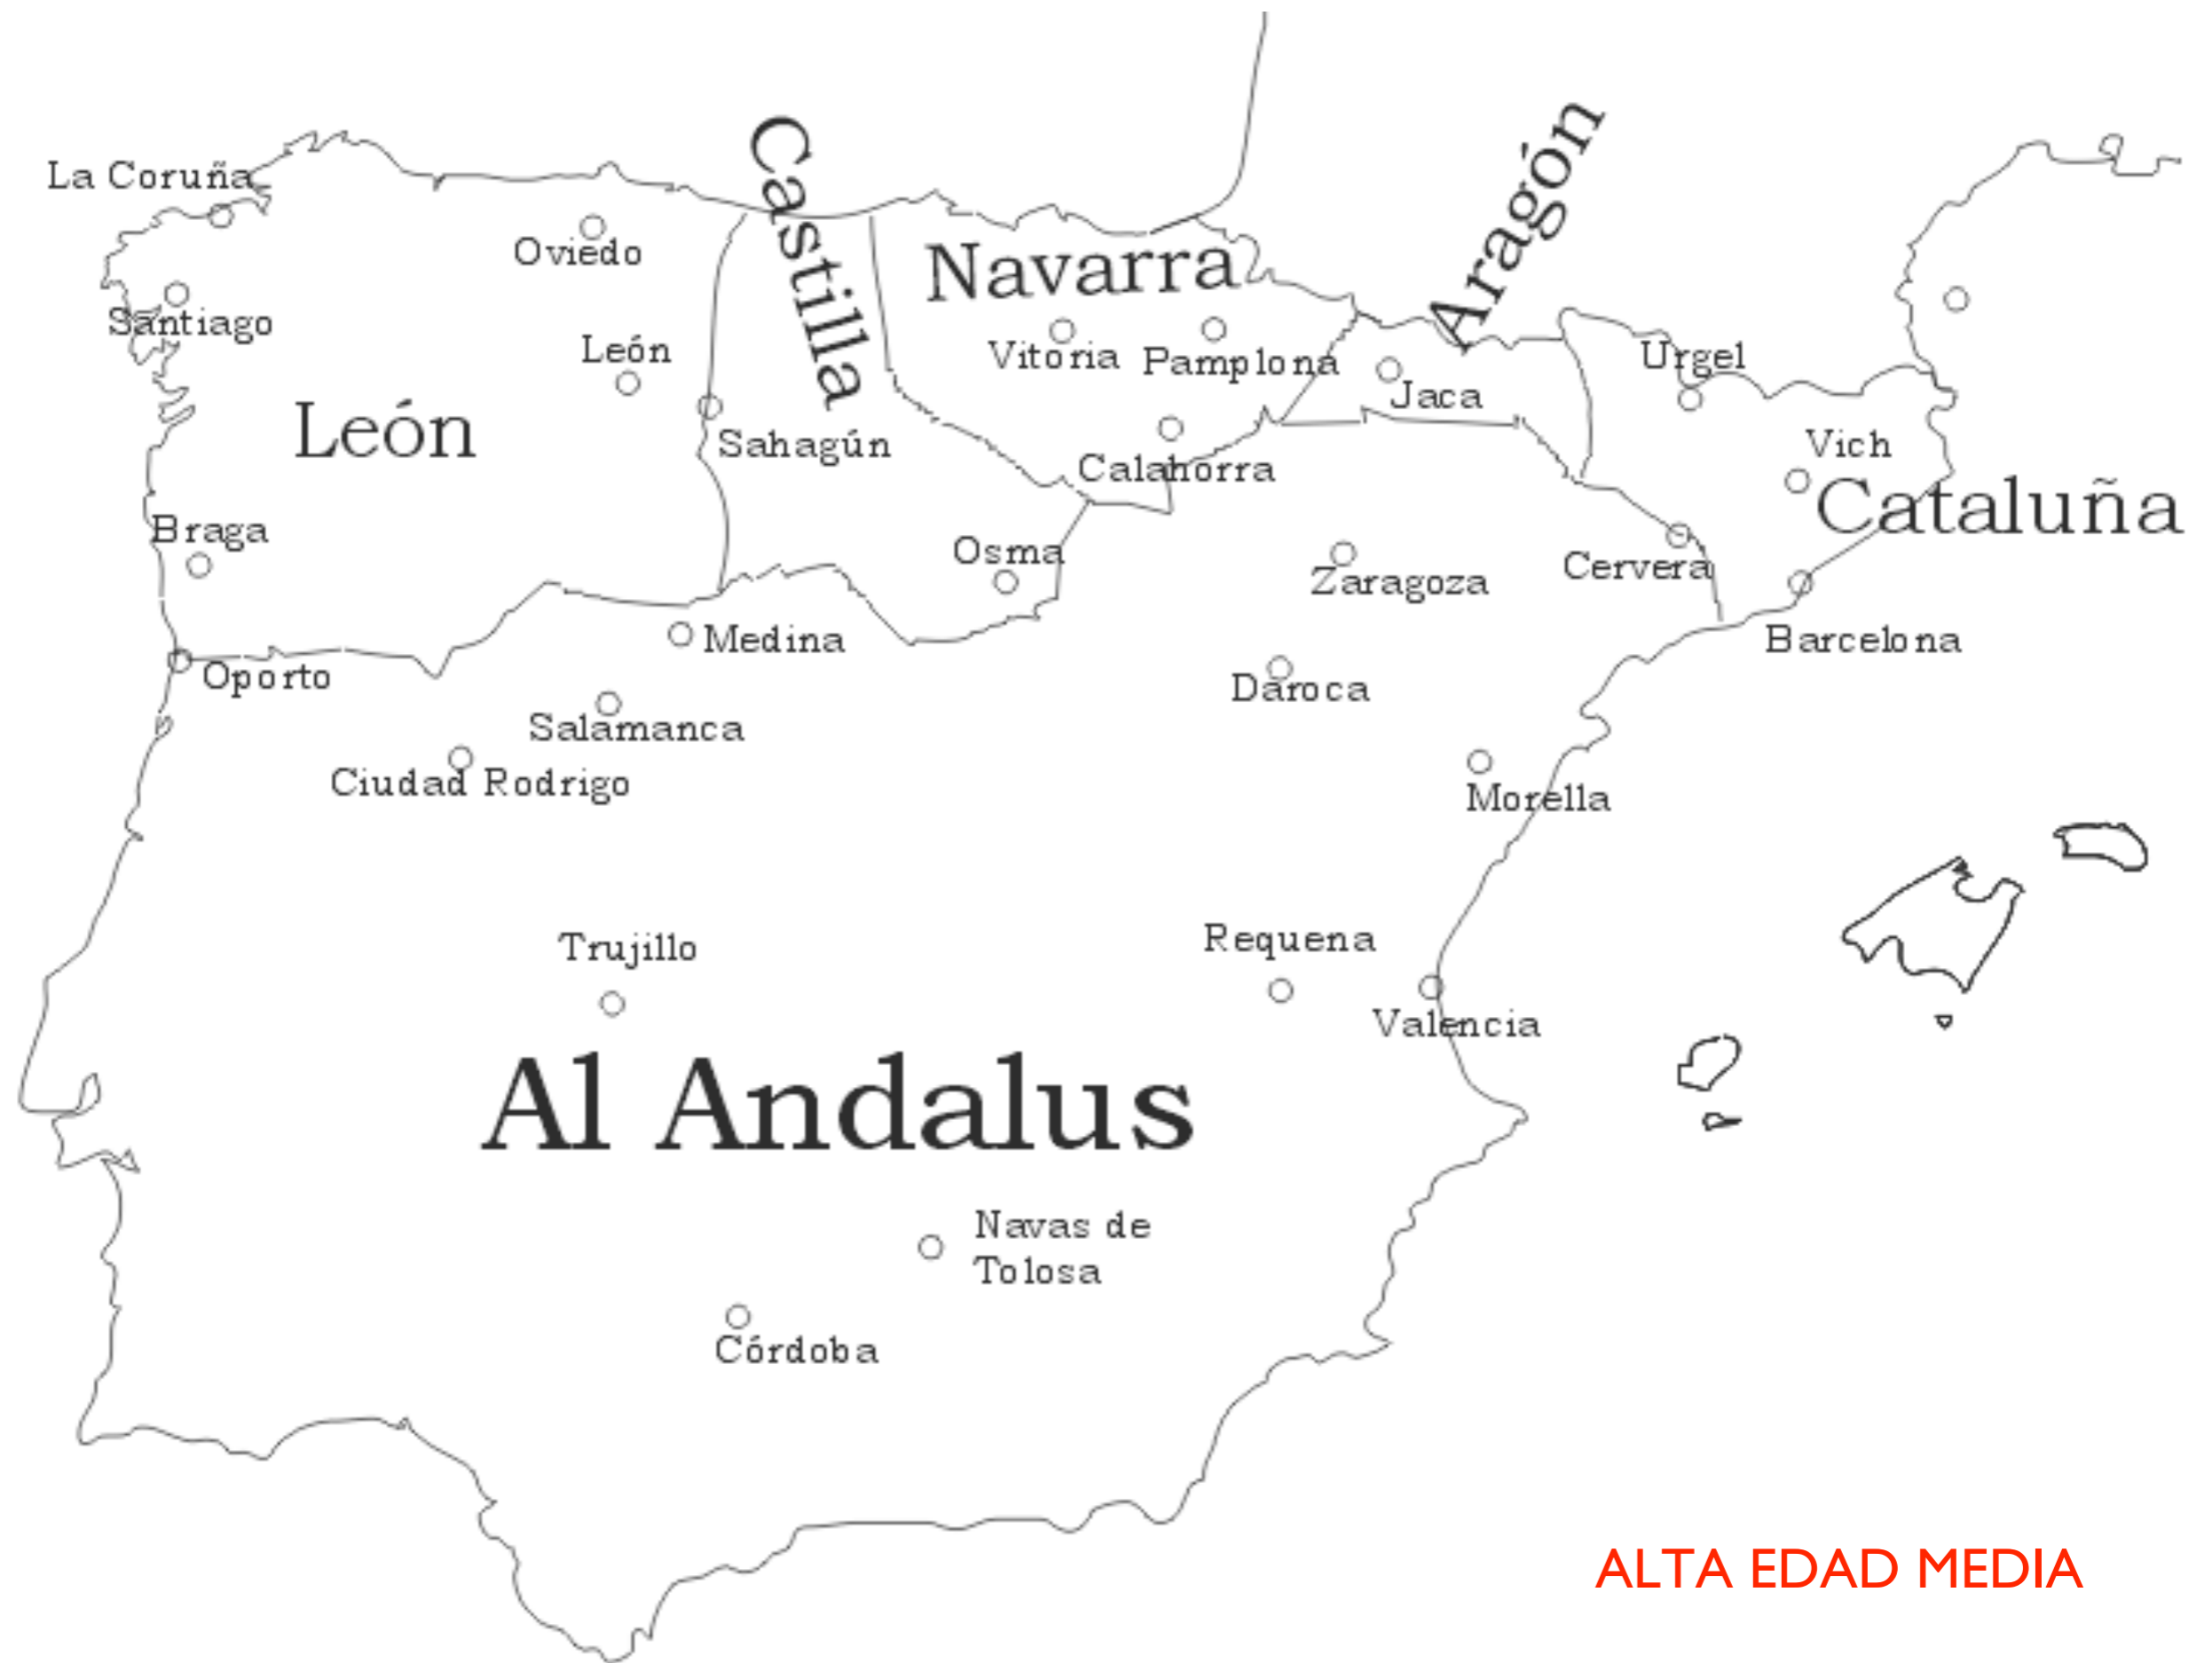 Castilla
Aragón
La Coruña
Oviedo
Navarra
Santiago
León
Vitoria
Pamplona
Urgel
Jaca
León
Sahagún
Vich
Calahorra
Cataluña
Braga
Osma
Cervera
Zaragoza
Medina
Barcelona
Oporto
Daroca
Salamanca
Ciudad Rodrigo
Morella
Trujillo
Requena
Valencia
Al Andalus
Navas de
Tolosa
Córdoba
ALTA EDAD MEDIA